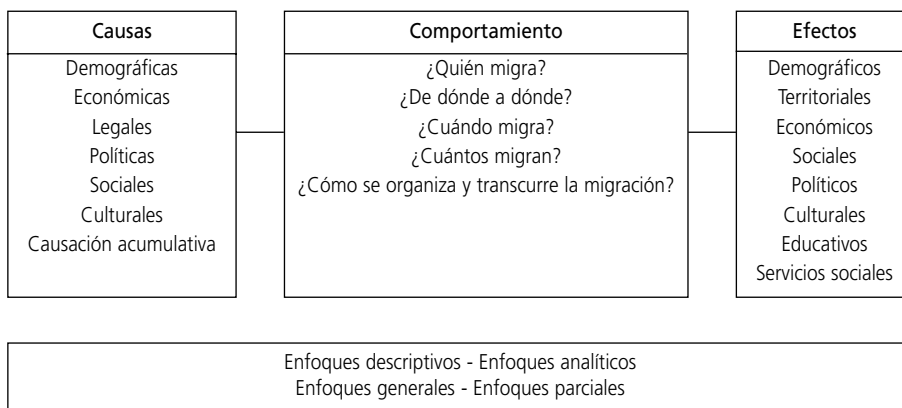 Causas
Demográficas
Económicas
Legales
Políticas
Sociales
Culturales
Causación acumulativa
Comportamiento
¿Quién migra?
¿De dónde a dónde?
¿Cuándo migra?
¿Cuántos migran?
¿Cómo se organiza y transcurre la migración?
Efectos
Demográficos
Territoriales
Económicos
Sociales
Políticos
Culturales
Educativos
Servicios sociales
Enfoques descriptivos - Enfoques analíticos
Enfoques generales - Enfoques parciales